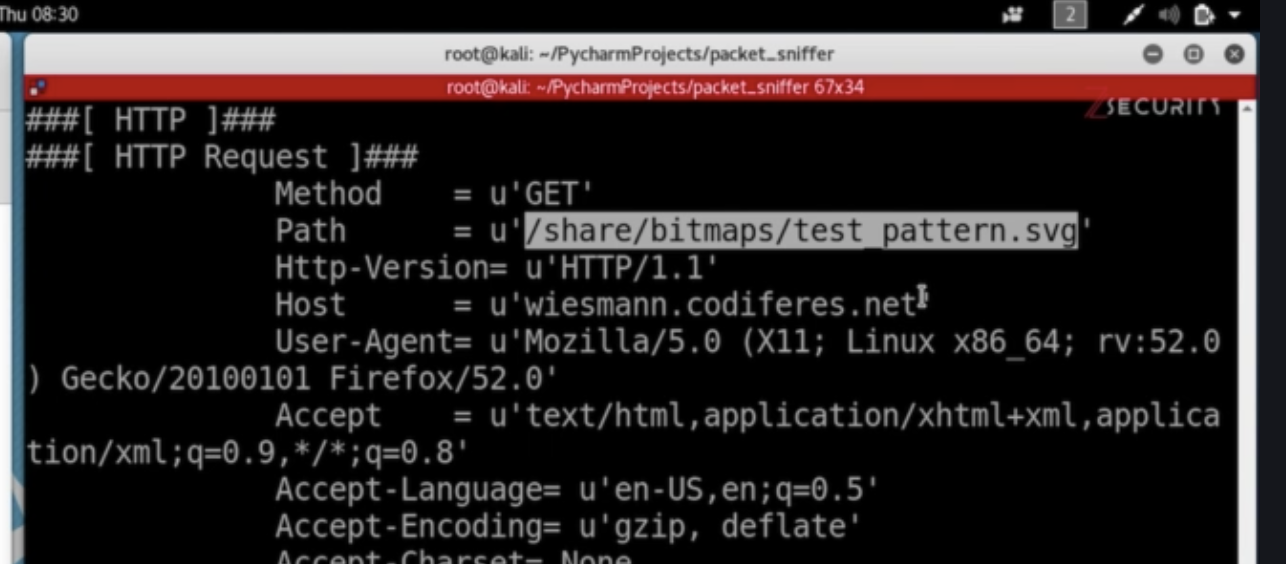 Thu 08:30
2
root@kali: ~/PycharmProjects/packet_sniffer
root@kali: ~/PycharmProjects/packet_sniffer 67x34
ZSECURITY
###[ HTTP ]###
###[ HTTP Request ]###
Method = u'GET'
Path = u'/share/bitmaps/test_pattern.svg'
Http-Version= u'HTTP/1.1'
Host = u'wiesmann.codiferes.net'
User-Agent= u'Mozilla/5.0 (X11; Linux x86_64; rv:52.0
) Gecko/20100101 Firefox/52.0'
Accept = u'text/html,application/xhtml+xml,applica
tion/xml;q=0.9,*/*;q=0.8'
Accept-Language= u'en-US,en;q=0.5'
Accept-Encoding= u'gzip, deflate'
Accept-Charset= None